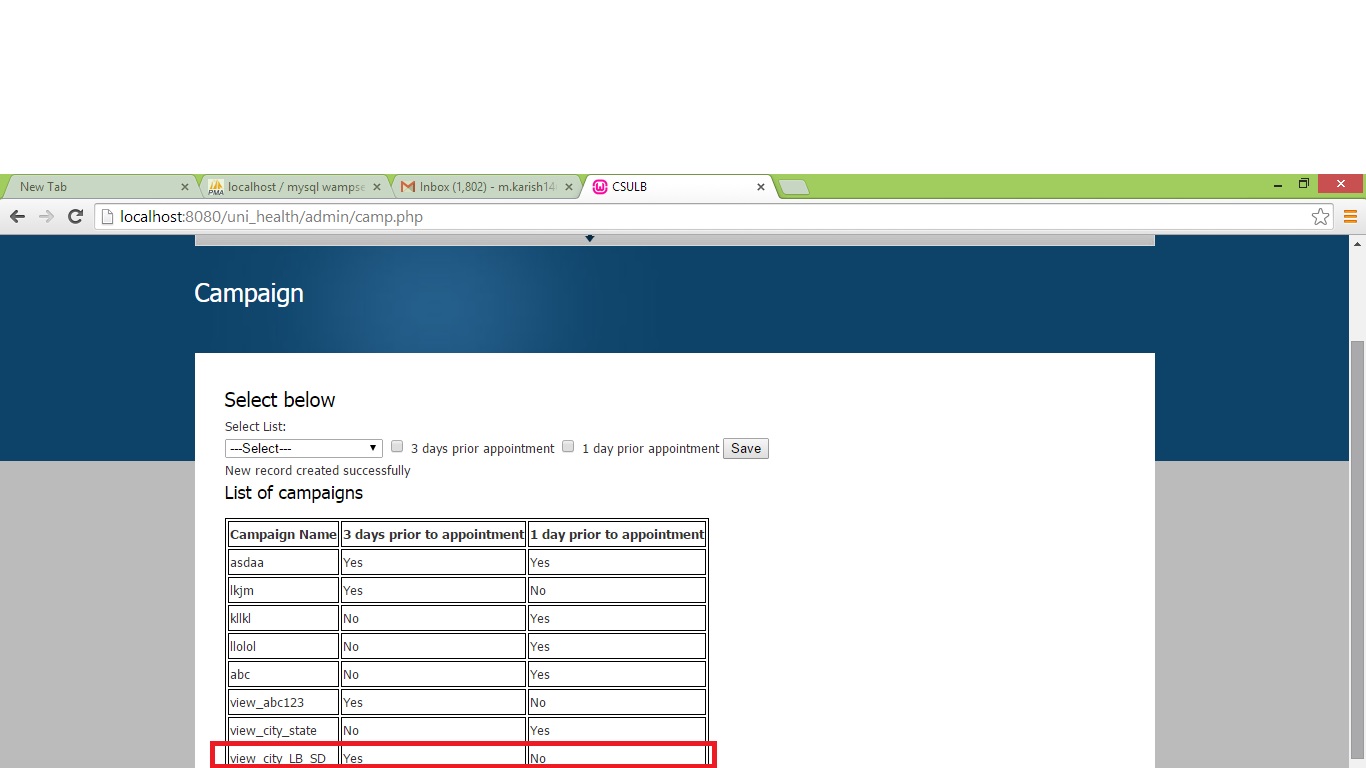 New Tab
localhost / mysql wampse
Inbox (1,802) - m.karish14
CSULB
localhost:8080/uni_health/admin/camp.php
Campaign
Select below
Select List:
---Select--- 3 days prior appointment 1 day prior appointment Save
New record created successfully
List of campaigns
Campaign Name 3 days prior to appointment 1 day prior to appointment
asdaa Yes Yes
lkjm Yes No
kllkl No Yes
llolol No Yes
abc No Yes
view_abc123 Yes No
view_city_state No Yes
view_city_LB_SD Yes No